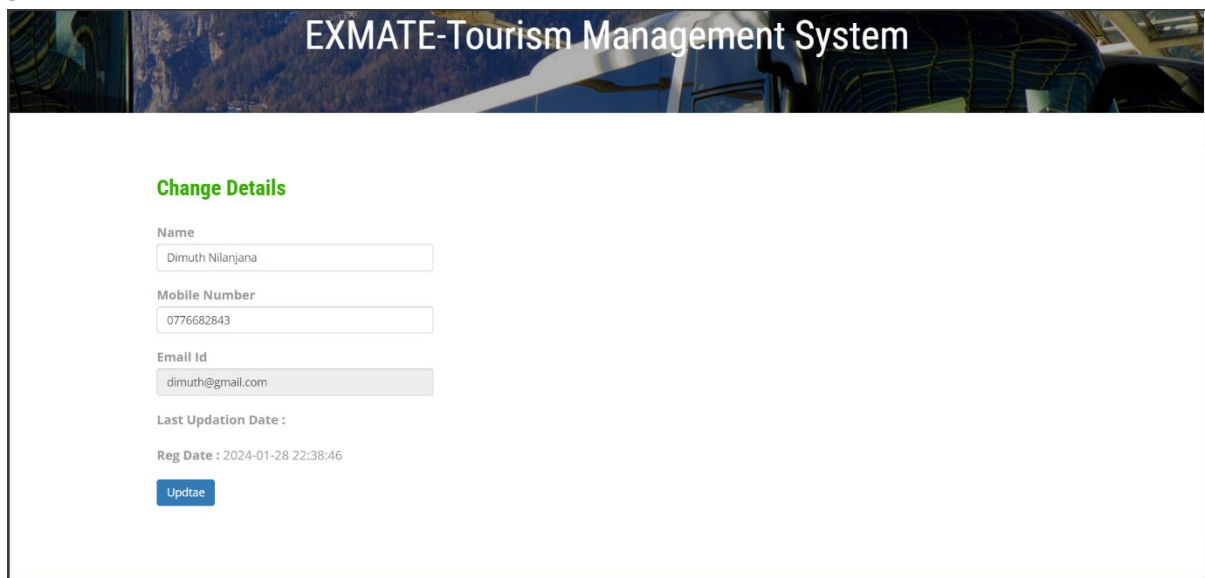 EXMATE-Tourism Management System
Change Details
Name
Dimuth Nilanjana
Mobile Number
0776682843
Email Id
dimuth@gmail.com
Last Updation Date :
Reg Date : 2024-01-28 22:38:46
Updtae